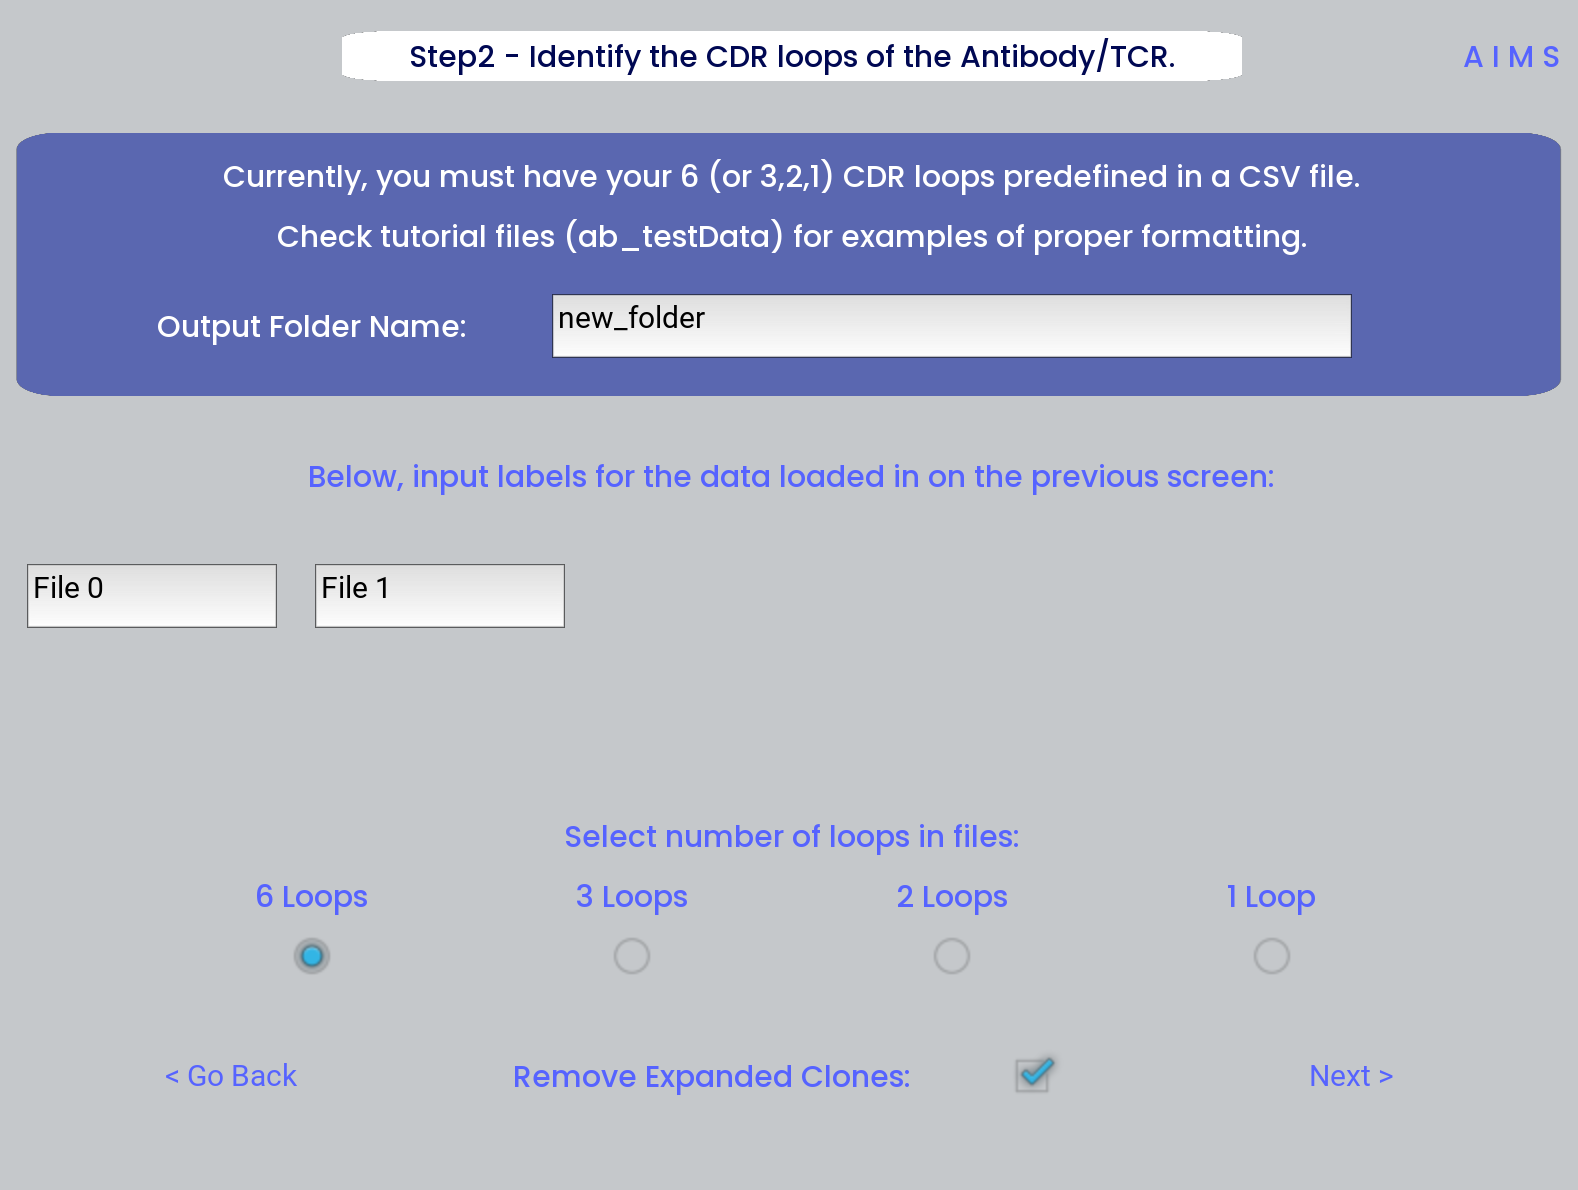 Step2 - Identify the CDR loops of the Antibody/TCR.
A I M S
Currently, you must have your 6 (or 3,2,1) CDR loops predefined in a CSV file.
Check tutorial files (ab_testData) for examples of proper formatting.
Output Folder Name:
new_folder
Below, input labels for the data loaded in on the previous screen:
File 0
File 1
Select number of loops in files:
6 Loops
3 Loops
2 Loops
1 Loop
< Go Back
Remove Expanded Clones:
Next >